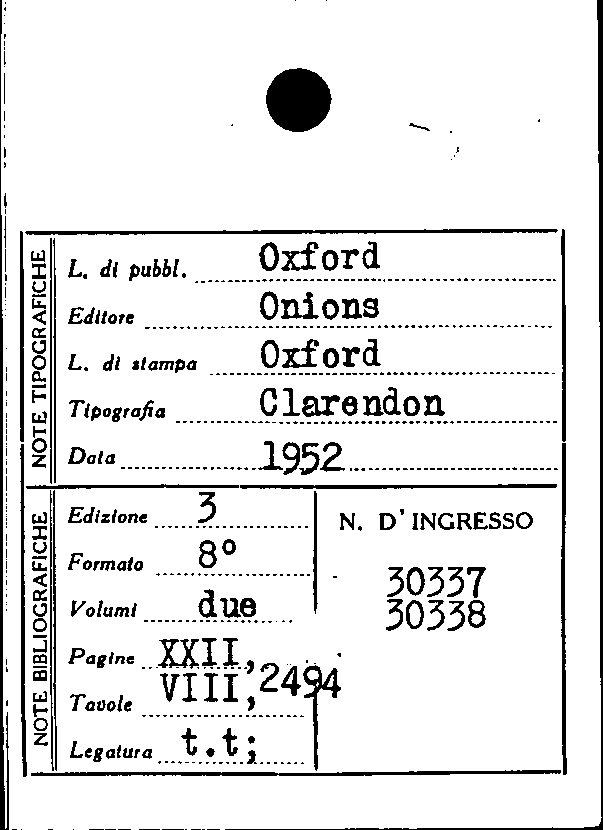 NOTE TIPOGRAFICHE
L. di pubbl. Oxford
Editore Onions
L. di stampa Oxford
Tipografia Clarendon
Data 1952
NOTE BIBLIOGRAFICHE
Edizione 3
Formato 8°
Volumi due
Pagine XXII,
VIII,2494
Tavole
Legatura t.t;
N. D'INGRESSO
30337
30338